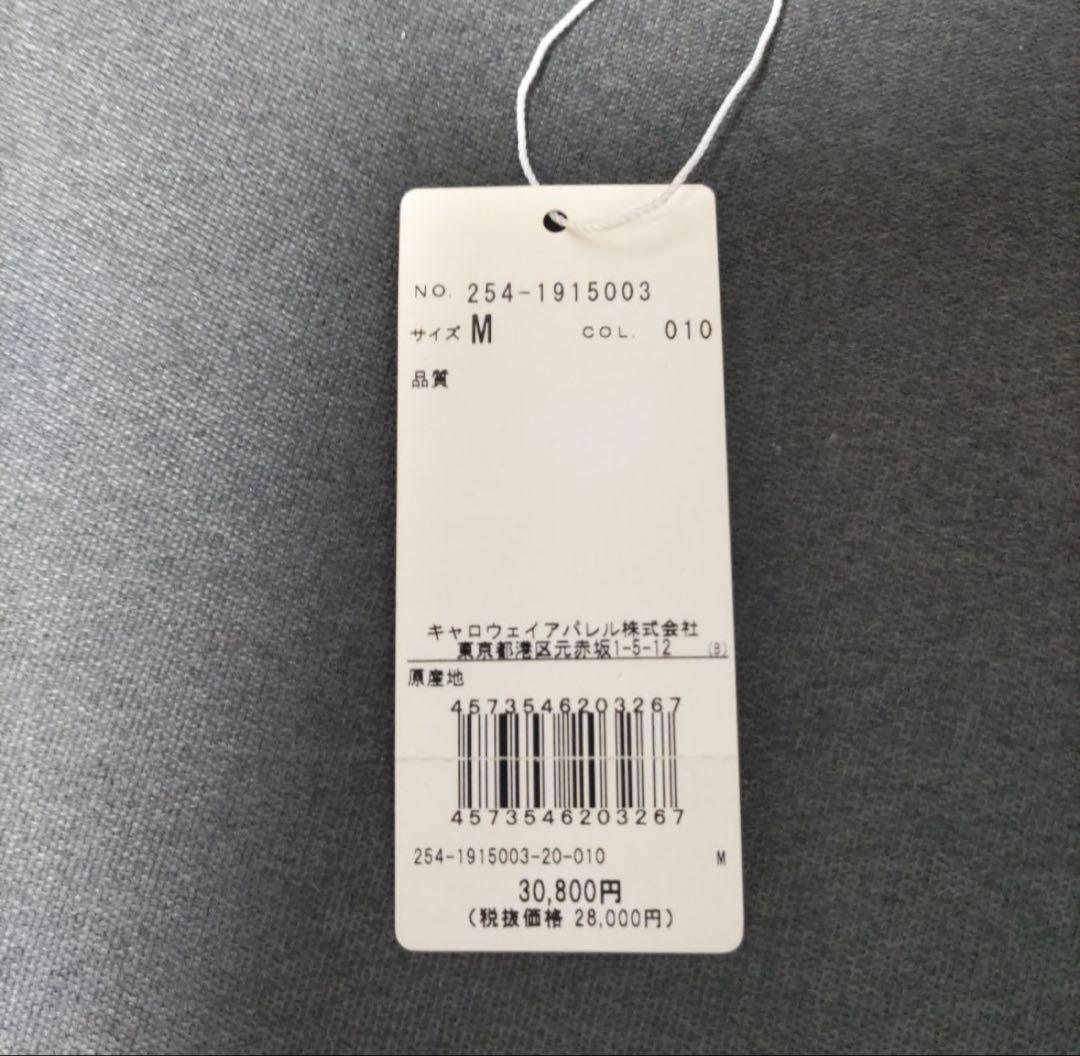 NO. 254-1915003
サイズ M COL. 010
品質
キャロウェイアパレル株式会社
東京都港区元赤坂1-5-12 (B)
原産地
4573546203267
4573546203267
254-1915003-20-010 M
30,800円
(税抜価格 28,000円)